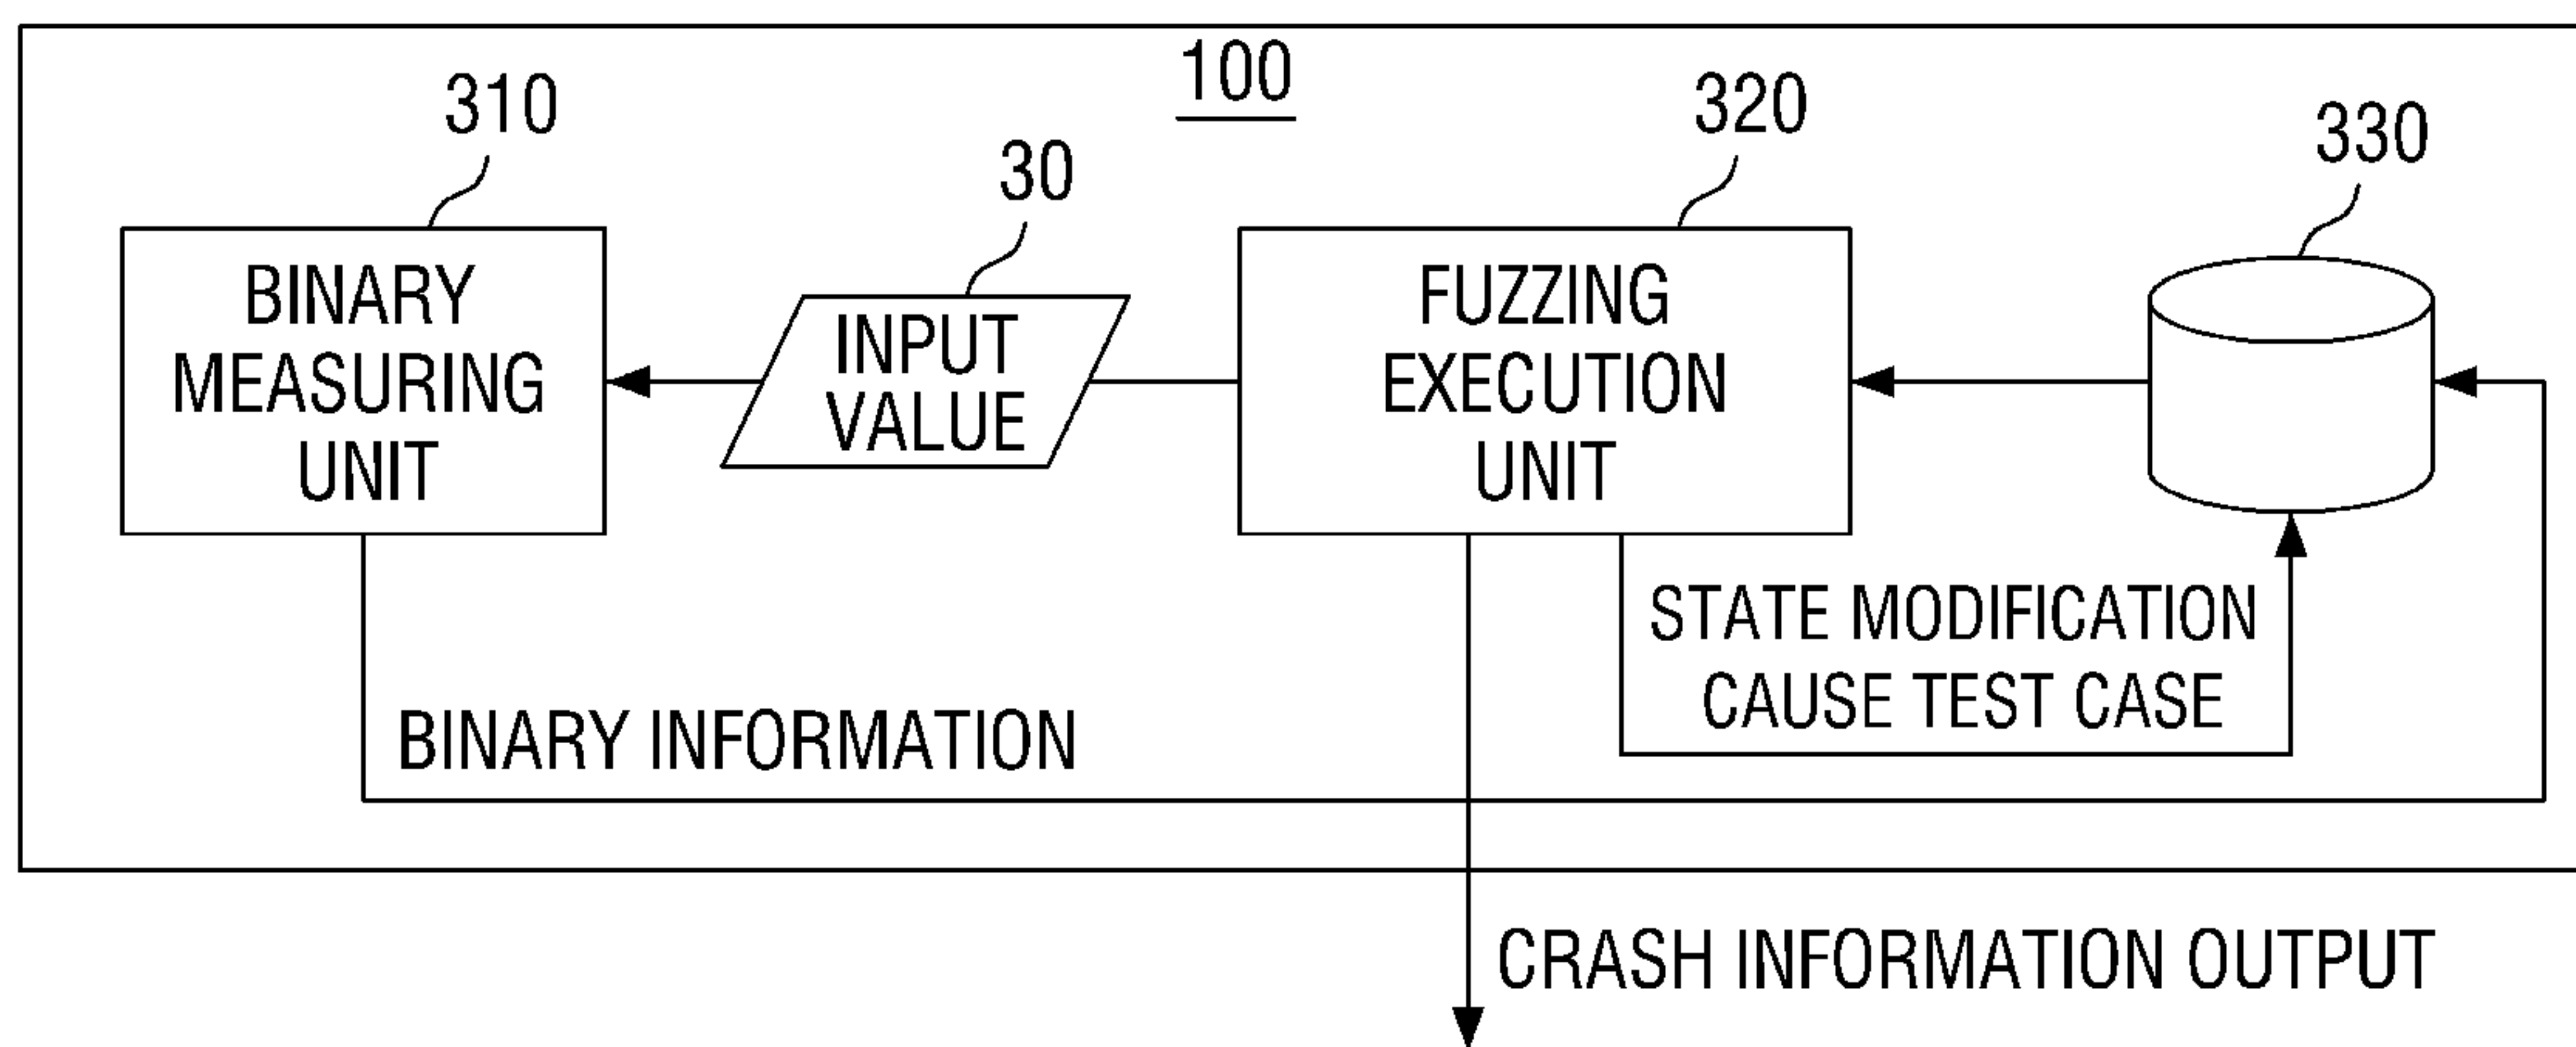 100
310
30
320
330
BINARY
MEASURING
UNIT
INPUT
VALUE
FUZZING
EXECUTION
UNIT
STATE MODIFICATION
CAUSE TEST CASE
BINARY INFORMATION
CRASH INFORMATION OUTPUT